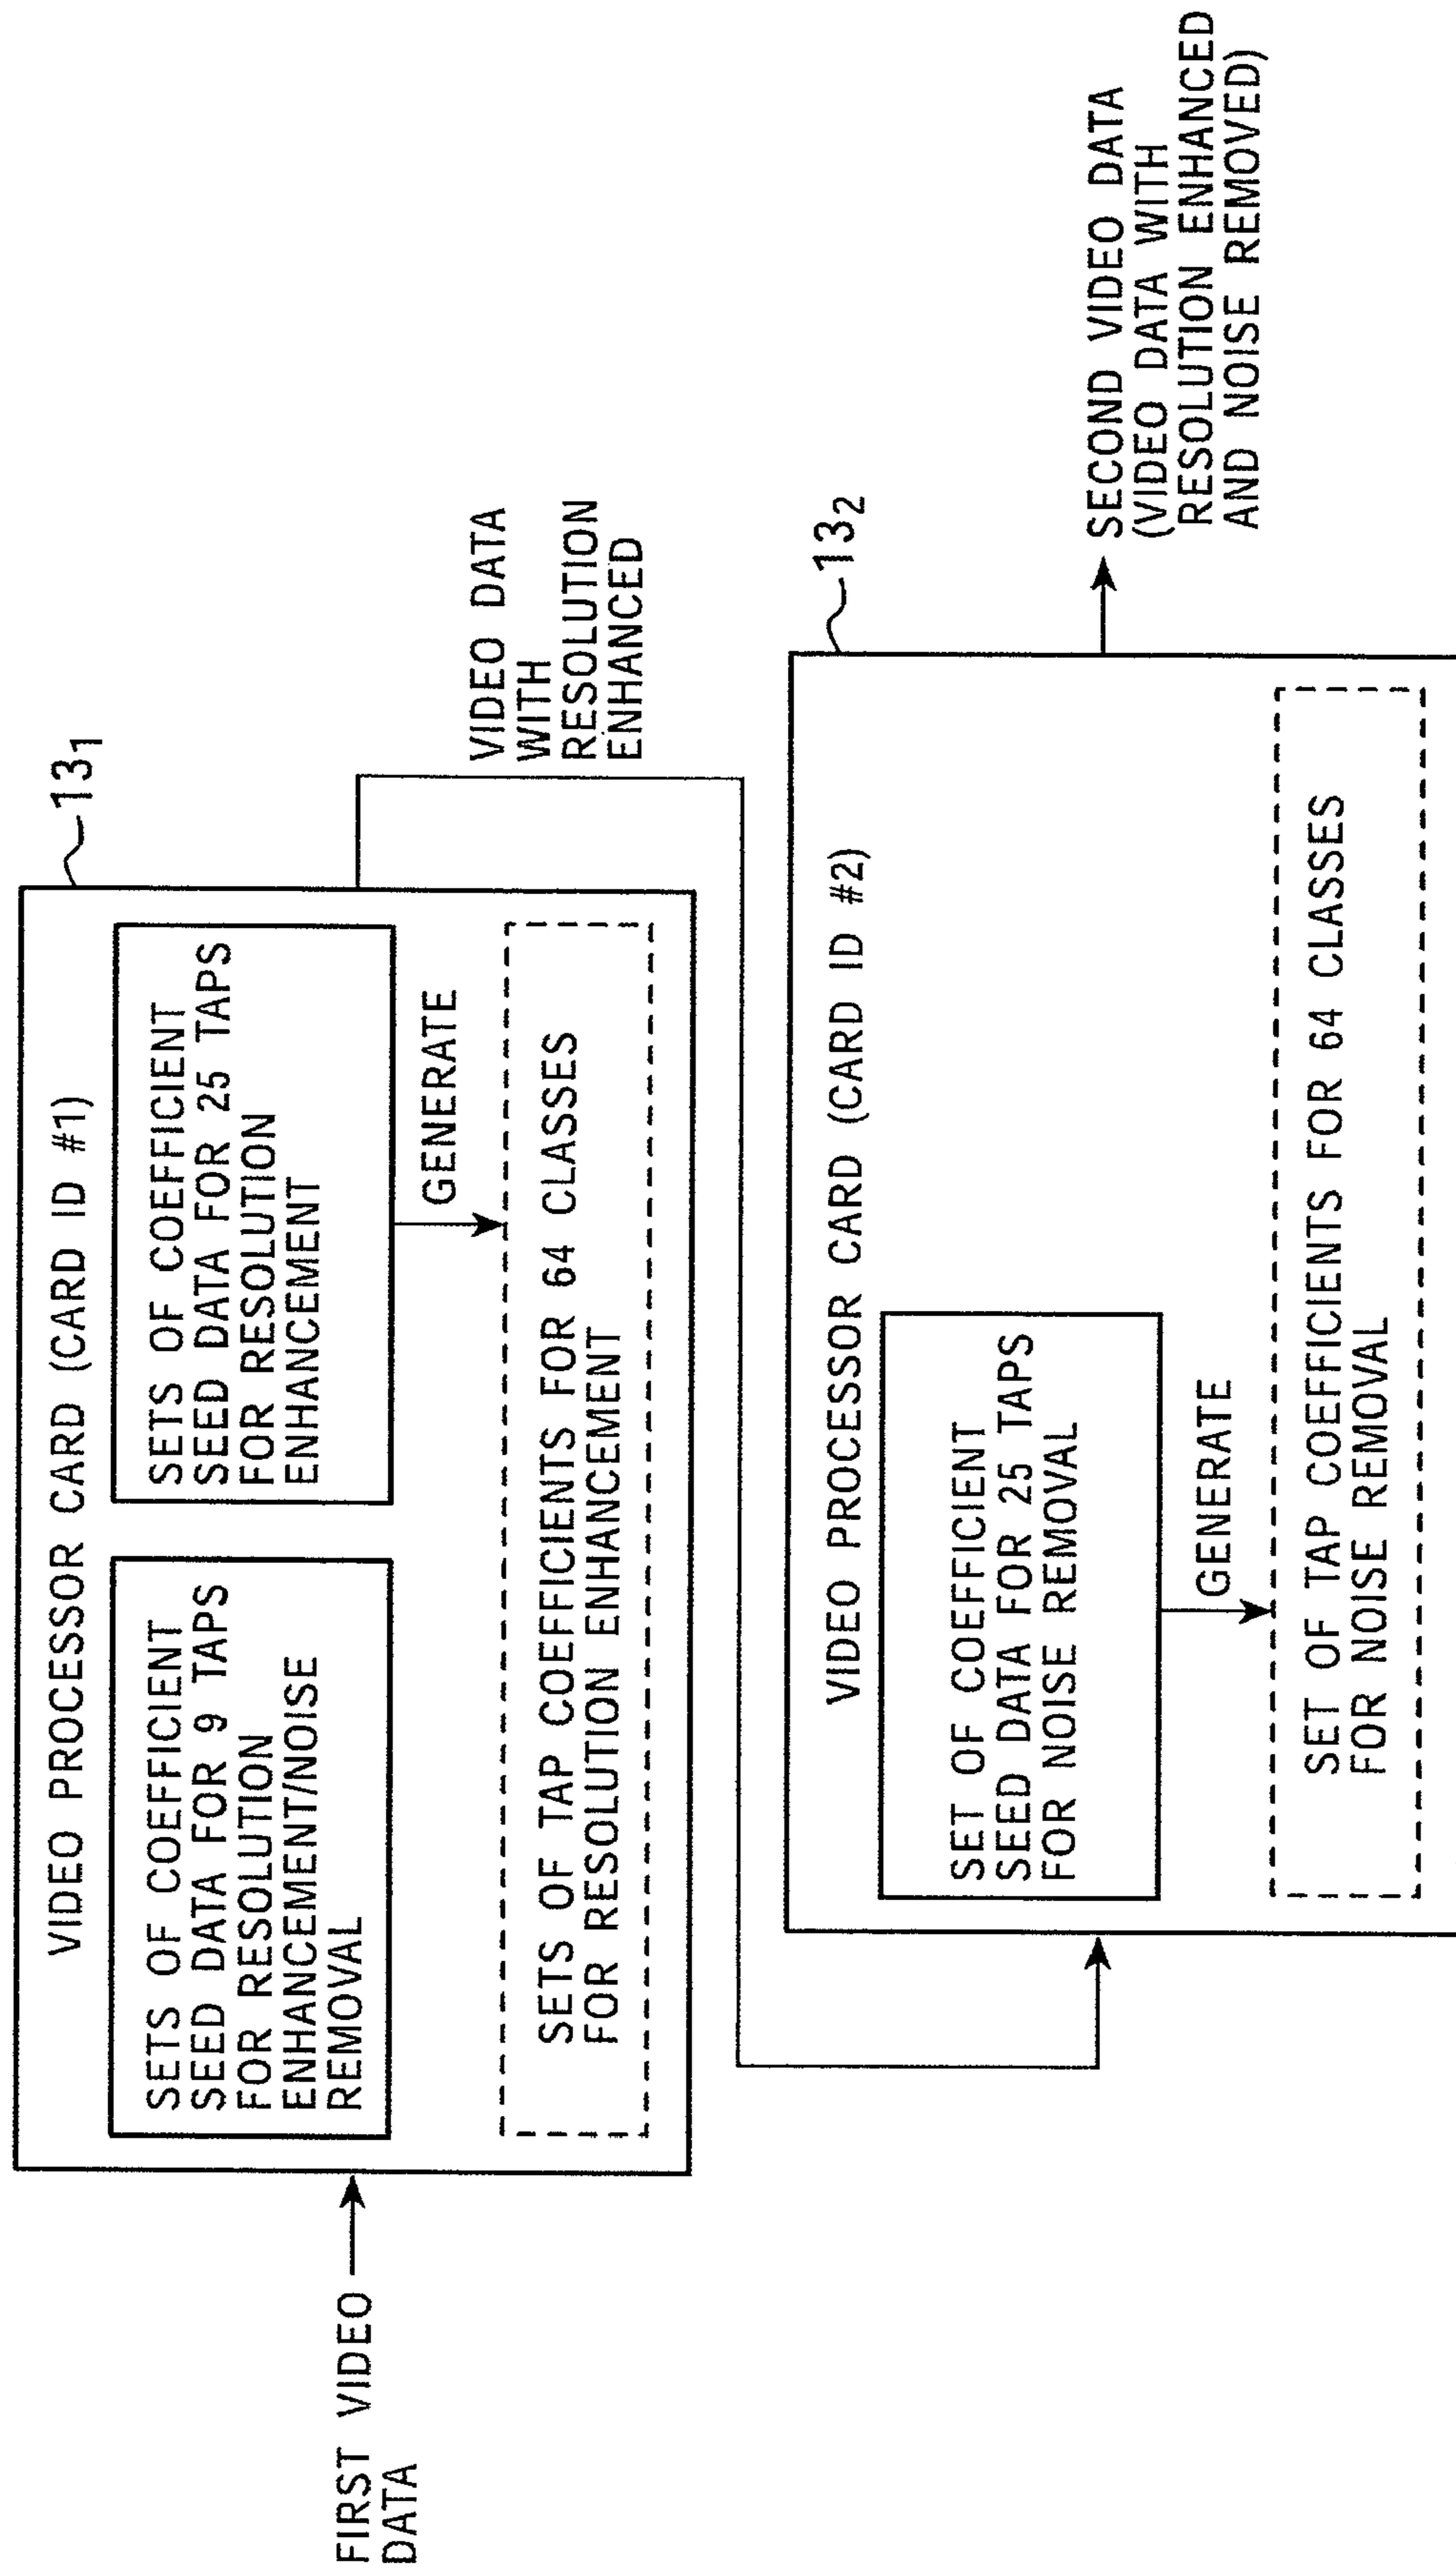 FIRST VIDEO
DATA
VIDEO PROCESSOR CARD (CARD ID #1)
13₁
SETS OF COEFFICIENT
SEED DATA FOR 9 TAPS
FOR RESOLUTION
ENHANCEMENT/NOISE
REMOVAL
SETS OF COEFFICIENT
SEED DATA FOR 25 TAPS
FOR RESOLUTION
ENHANCEMENT
GENERATE
SETS OF TAP COEFFICIENTS FOR 64 CLASSES
FOR RESOLUTION ENHANCEMENT
VIDEO DATA
WITH
RESOLUTION
ENHANCED
VIDEO PROCESSOR CARD (CARD ID #2)
13₂
SET OF COEFFICIENT
SEED DATA FOR 25 TAPS
FOR NOISE REMOVAL
GENERATE
SET OF TAP COEFFICIENTS FOR 64 CLASSES
FOR NOISE REMOVAL
SECOND VIDEO DATA
(VIDEO DATA WITH
RESOLUTION ENHANCED
AND NOISE REMOVED)